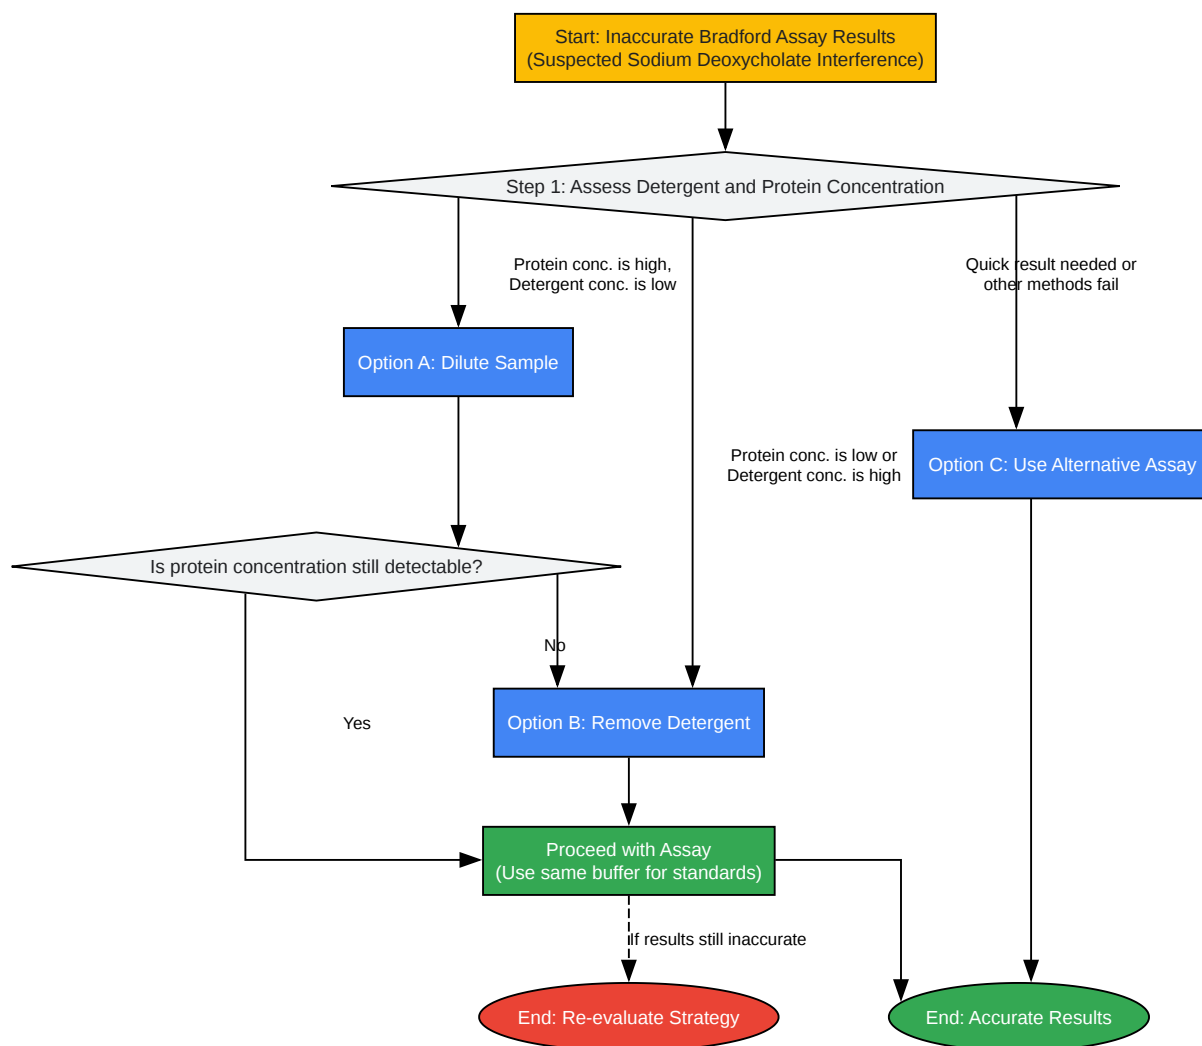 Start: Inaccurate Bradford Assay Results
(Suspected Sodium Deoxycholate Interference)
Step 1: Assess Detergent and Protein Concentration
Protein conc. is high,
Detergent conc. is low
Quick result needed or
other methods fail
Option A: Dilute Sample
Protein conc. is low or
Detergent conc. is high
Option C: Use Alternative Assay
Is protein concentration still detectable?
No
Yes
Option B: Remove Detergent
Proceed with Assay
(Use same buffer for standards)
If results still inaccurate
End: Re-evaluate Strategy
End: Accurate Results